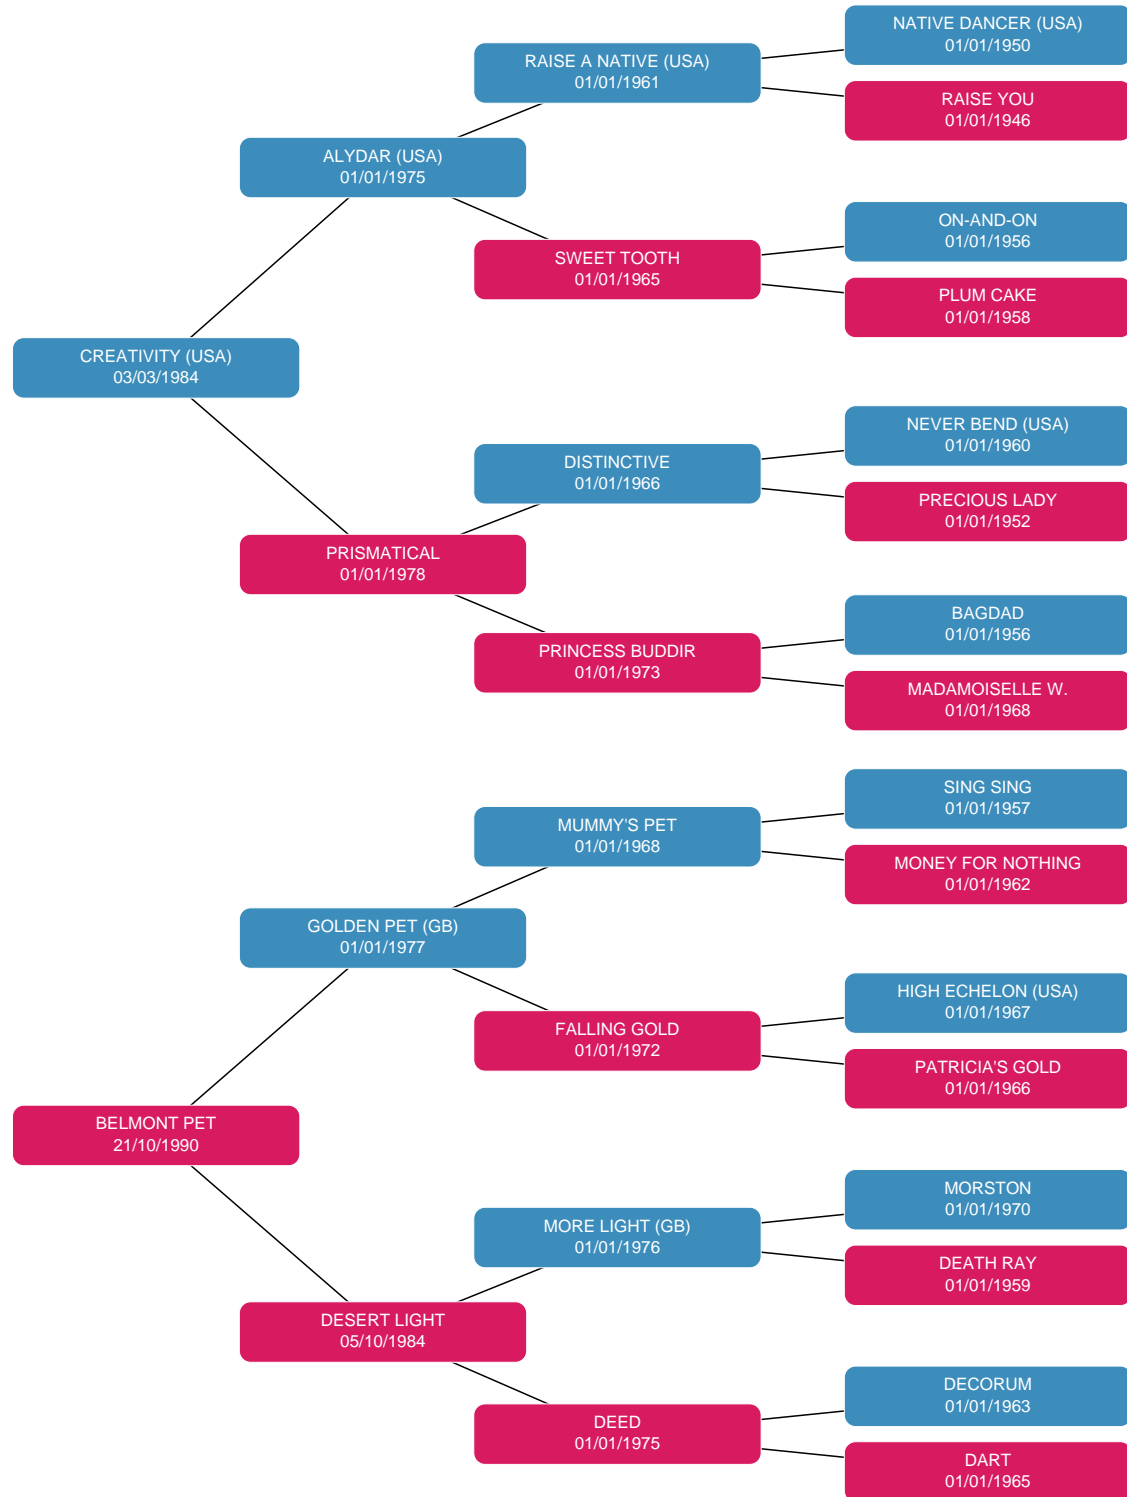 NATIVE DANCER (USA)
01/01/1950
RAISE A NATIVE (USA)
01/01/1961
RAISE YOU
01/01/1946
ALYDAR (USA)
01/01/1975
ON-AND-ON
01/01/1956
SWEET TOOTH
01/01/1965
PLUM CAKE
01/01/1958
CREATIVITY (USA)
03/03/1984
NEVER BEND (USA)
01/01/1960
DISTINCTIVE
01/01/1966
PRECIOUS LADY
01/01/1952
PRISMATICAL
01/01/1978
BAGDAD
01/01/1956
PRINCESS BUDDIR
01/01/1973
MADAMOISELLE W.
01/01/1968
SING SING
01/01/1957
MUMMY'S PET
01/01/1968
MONEY FOR NOTHING
01/01/1962
GOLDEN PET (GB)
01/01/1977
HIGH ECHELON (USA)
01/01/1967
FALLING GOLD
01/01/1972
PATRICIA'S GOLD
01/01/1966
BELMONT PET
21/10/1990
MORSTON
01/01/1970
MORE LIGHT (GB)
01/01/1976
DEATH RAY
01/01/1959
DESERT LIGHT
05/10/1984
DECORUM
01/01/1963
DEED
01/01/1975
DART
01/01/1965